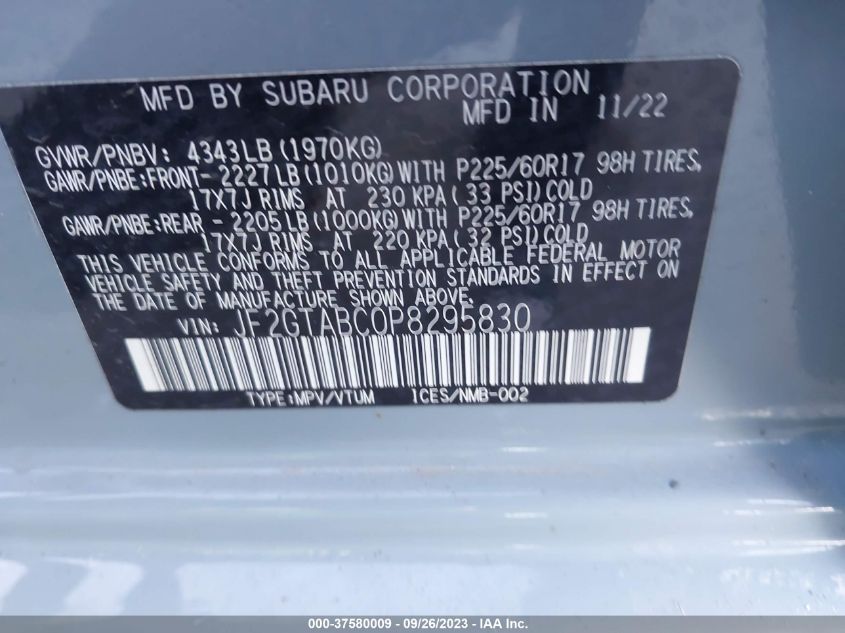 MFD BY SUBARU CORPORATION
MFD IN 11/22
GVWR/PNBV: 4343LB(1970KG)
GAWR/PNBE:FRONT-2227LB(1010KG)WITH P225/60R17 98H TIRES,
17X7J RIMS AT 230 KPA( 33 PSI)COLD
GAWR/PNBE:REAR -2205LB(1000KG)WITH P225/60R17 98H TIRES,
17X7J RIMS AT 220 KPA( 32 PSI)COLD
THIS VEHICLE CONFORMS TO ALL APPLICABLE FEDERAL MOTOR
VEHICLE SAFETY AND THEFT PREVENTION STANDARDS IN EFFECT ON
THE DATE OF MANUFACTURE SHOWN ABOVE.
VIN: JF2GTABC0P8295830
TYPE:MPV/VTUM ICES/NMB-002
000-37580009 - 09/26/2023 - IAA Inc.